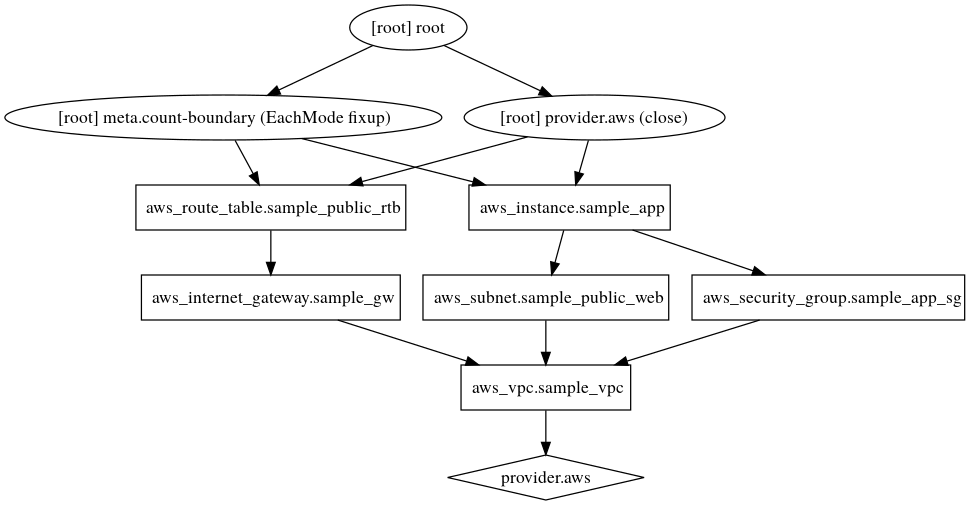 [root] root
[root] meta.count-boundary (EachMode fixup)
[root] provider.aws (close)
aws_route_table.sample_public_rtb
aws_instance.sample_app
aws_internet_gateway.sample_gw
aws_subnet.sample_public_web
aws_security_group.sample_app_sg
aws_vpc.sample_vpc
provider.aws